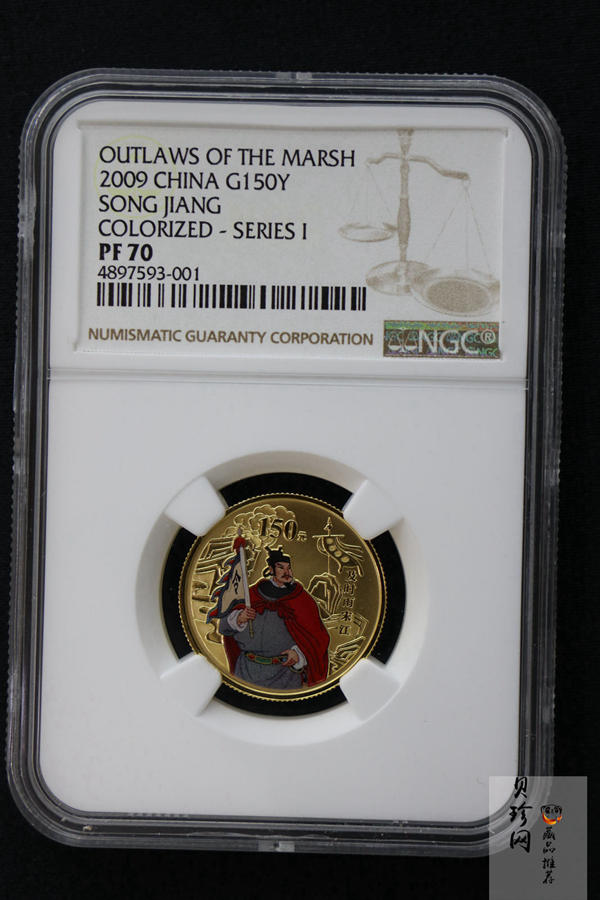 OUTLAWS OF THE MARSH
2009 CHINA G150Y
SONG JIANG
COLORIZED - SERIES I
PF 70
4897593-001
NUMISMATIC GUARANTY CORPORATION
NGC®
150元
及时雨宋江
令
贝珍网
藏品推荐